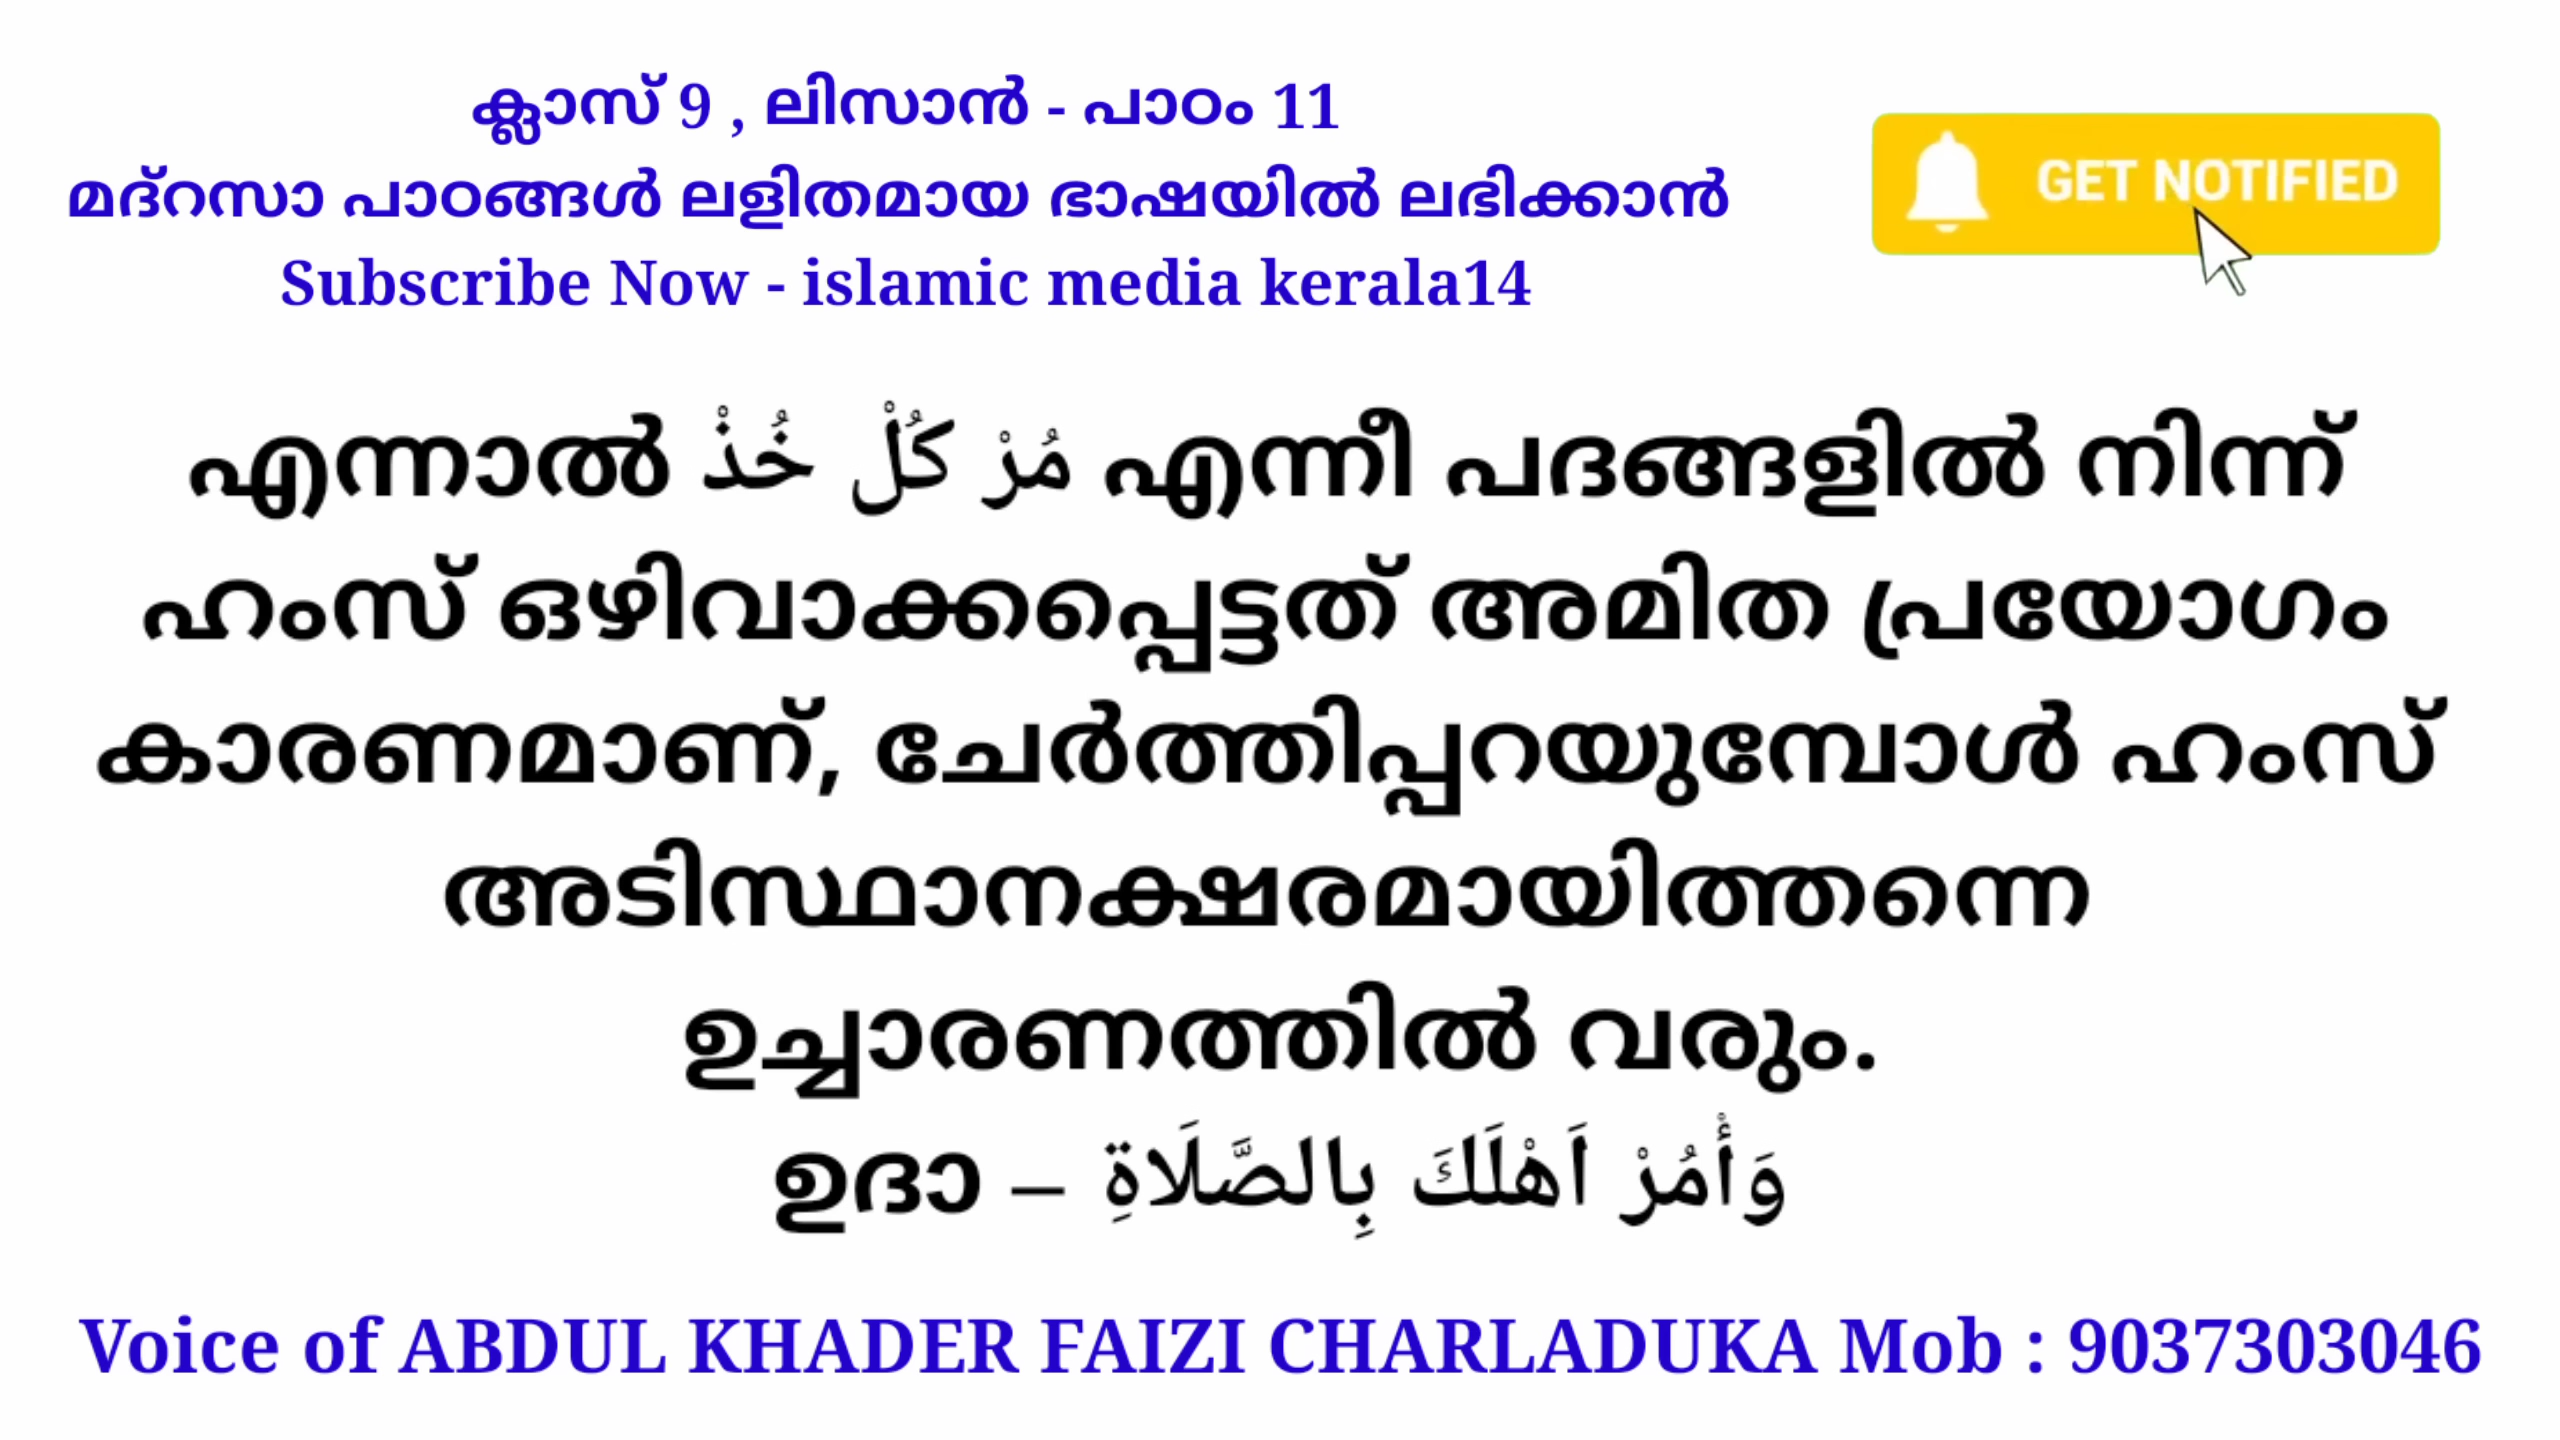 ക്ലാസ് 9 , ലിസാൻ - പാഠം 11
മദ്റസാ പാഠങ്ങൾ ലളിതമായ ഭാഷയിൽ ലഭിക്കാൻ
Subscribe Now - islamic media kerala14
GET NOTIFIED
എന്നാൽ مُرْ كُلْ خُذْ എന്നീ പദങ്ങളിൽ നിന്ന്
ഹംസ് ഒഴിവാക്കപ്പെട്ടത് അമിത പ്രയോഗം
കാരണമാണ്, ചേർത്തിപ്പറയുമ്പോൾ ഹംസ്
അടിസ്ഥാനക്ഷരമായിത്തന്നെ
ഉച്ചാരണത്തിൽ വരും.
ഉദാ – وَأْمُرْ اَهْلَكَ بِالصَّلَاةِ
Voice of ABDUL KHADER FAIZI CHARLADUKA Mob : 9037303046